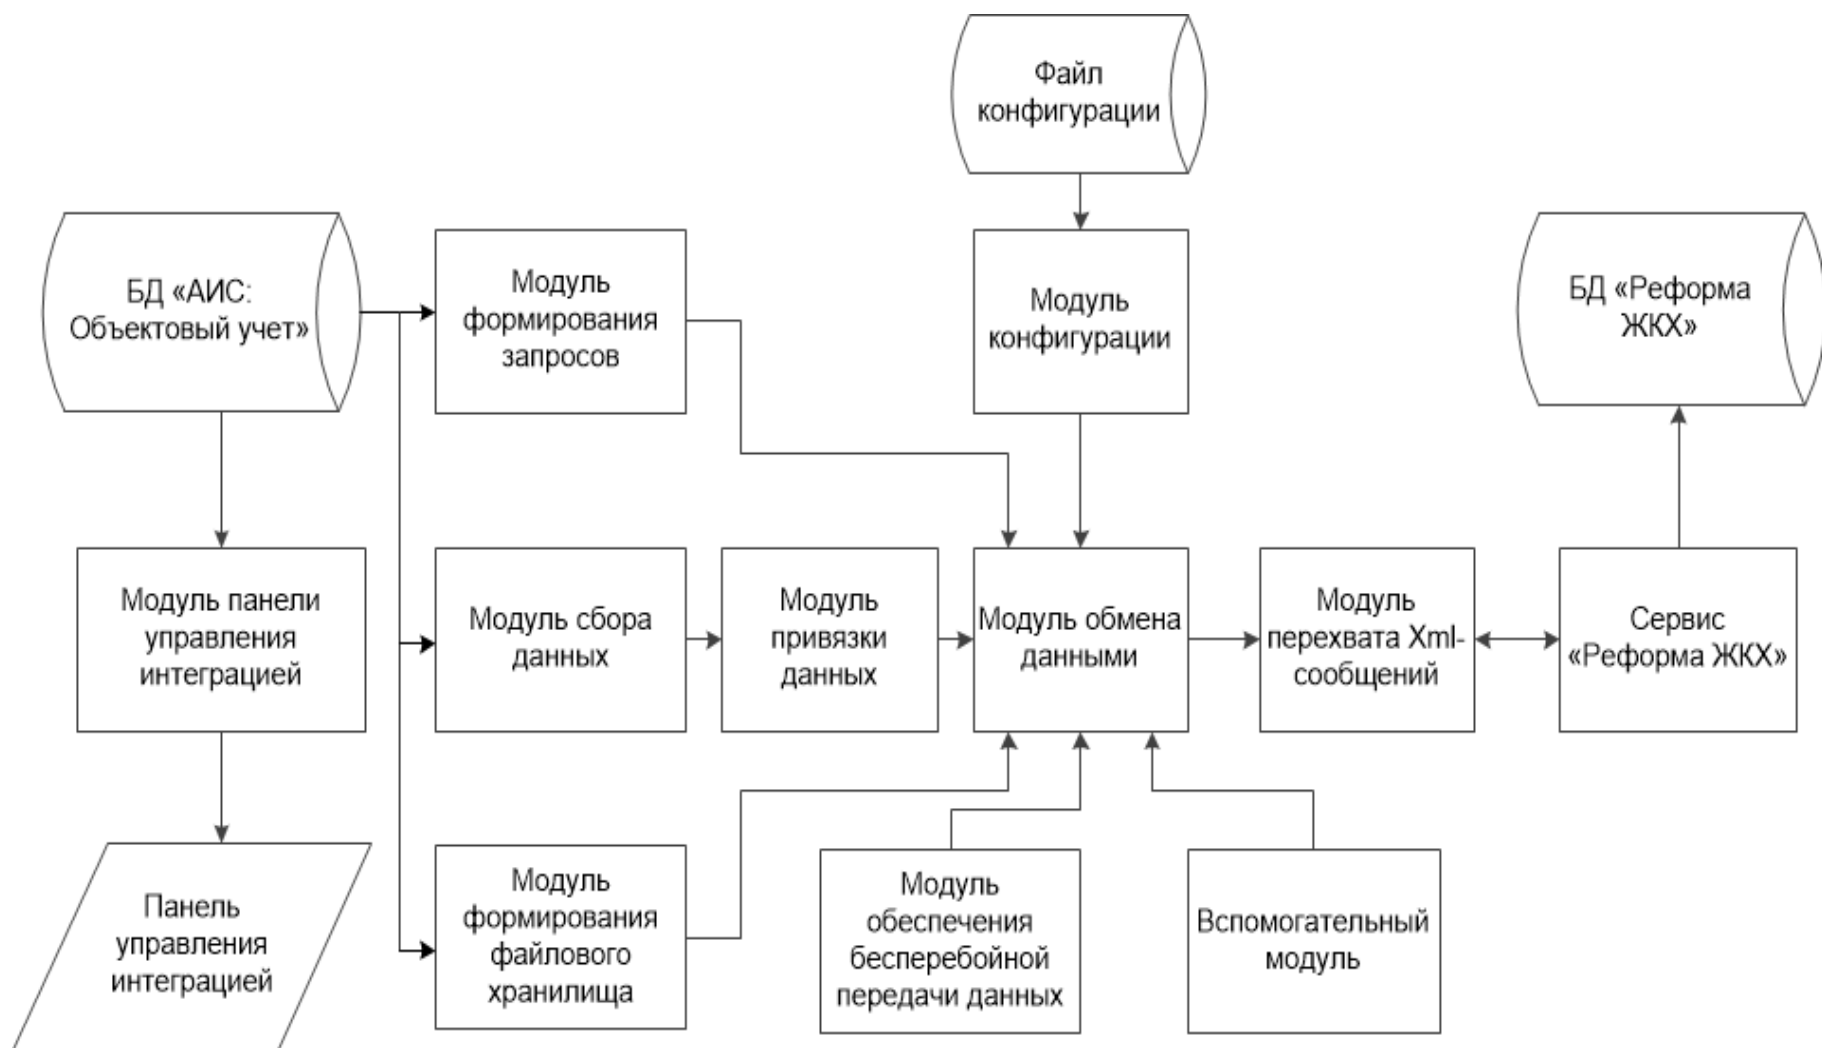 Файл
конфигурации
БД «АИС:
Объектовый учет»
Модуль
формирования
запросов
Модуль
конфигурации
БД «Реформа
ЖКХ»
Модуль панели
управления
интеграцией
Модуль сбора
данных
Модуль
привязки
данных
Модуль обмена
данными
Модуль
перехвата Xml-
сообщений
Сервис
«Реформа ЖКХ»
Панель
управления
интеграцией
Модуль
формирования
файлового
хранилища
Модуль
обеспечения
бесперебойной
передачи данных
Вспомогательный
модуль